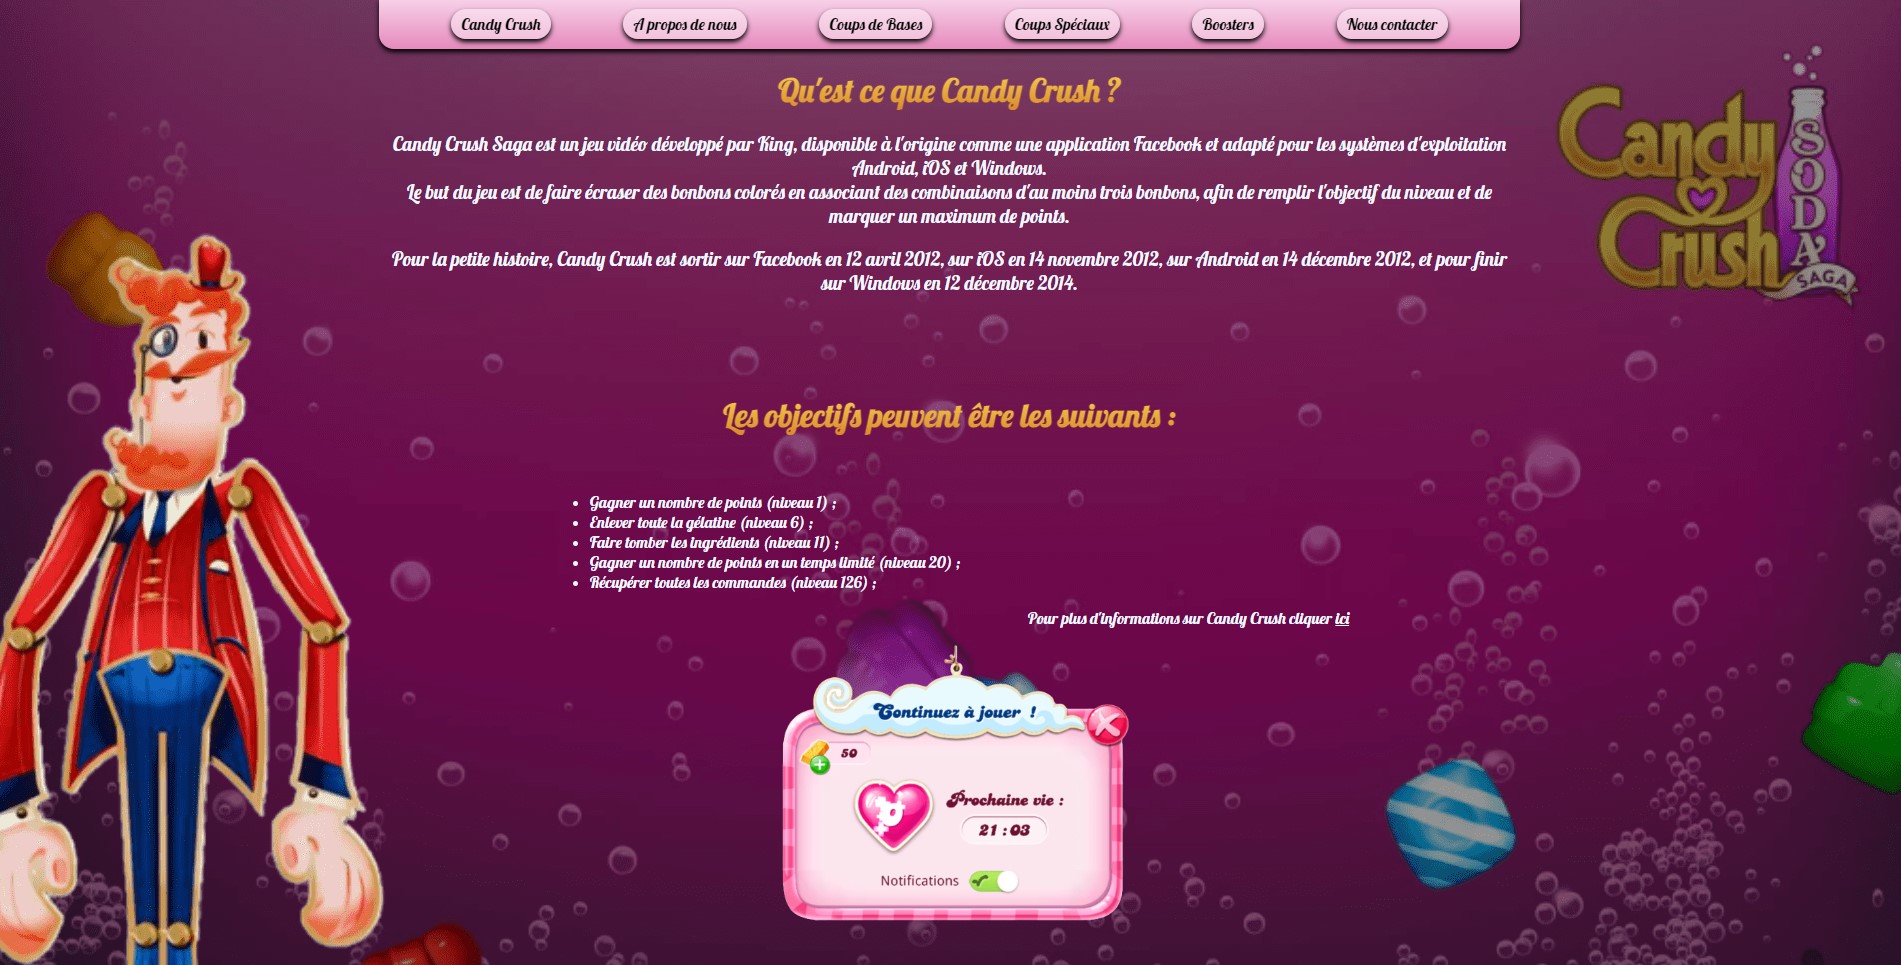 Candy Crush
A propos de nous
Coups de Bases
Coups Spéciaux
Boosters
Nous contacter
Qu'est ce que Candy Crush ?
Candy Crush Saga est un jeu vidéo développé par King, disponible à l'origine comme une application Facebook et adapté pour les systèmes d'exploitation
Android, iOS et Windows.
Le but du jeu est de faire écraser des bonbons colorés en associant des combinaisons d'au moins trois bonbons, afin de remplir l'objectif du niveau et de
marquer un maximum de points.
Pour la petite histoire, Candy Crush est sortir sur Facebook en 12 avril 2012, sur iOS en 14 novembre 2012, sur Android en 14 décembre 2012, et pour finir
sur Windows en 12 décembre 2014.
Candy
Crush
SODA
SAGA
Les objectifs peuvent être les suivants :
• Gagner un nombre de points (niveau 1) ;
• Enlever toute la gélatine (niveau 6) ;
• Faire tomber les ingrédients (niveau 11) ;
• Gagner un nombre de points en un temps limité (niveau 20) ;
• Récupérer toutes les commandes (niveau 126) ;
Pour plus d'informations sur Candy Crush cliquer ici
Continuez à jouer !
50
0
Prochaine vie :
21 : 03
Notifications